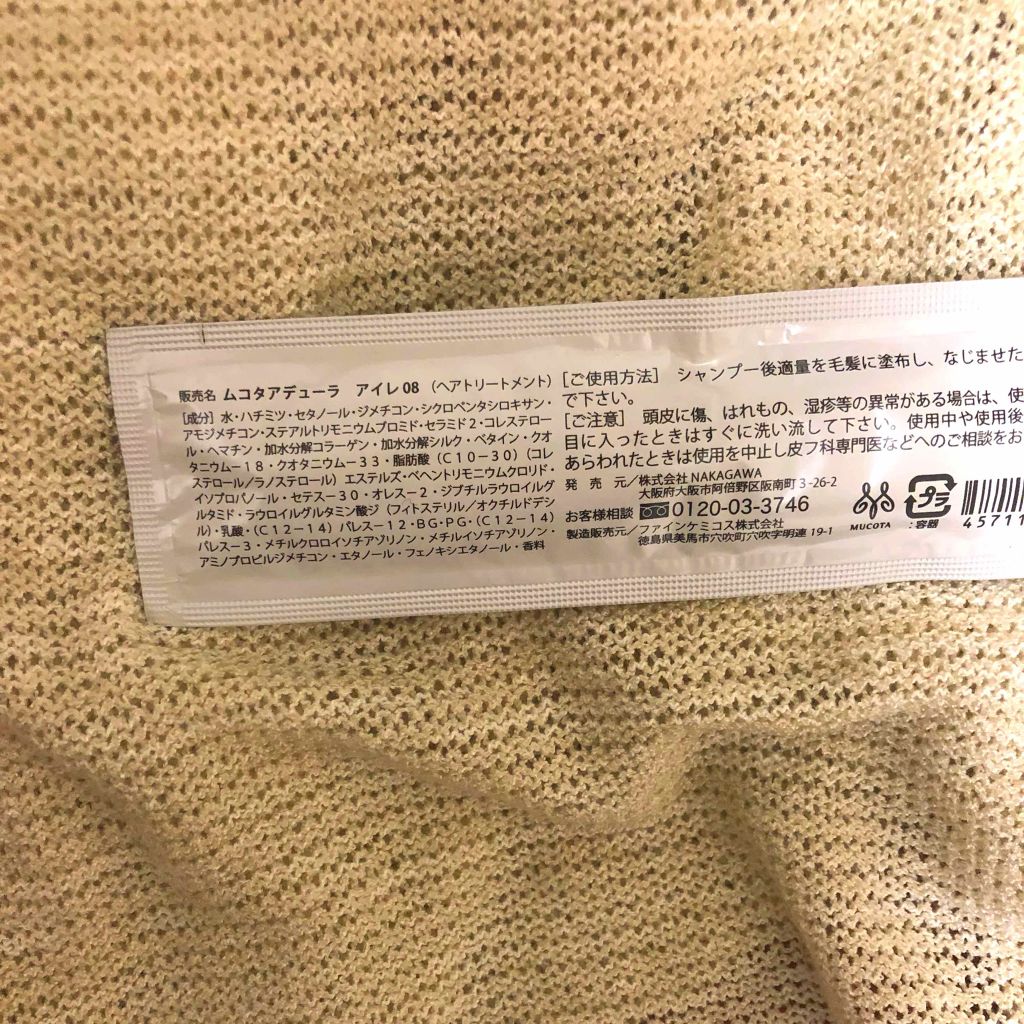 販売名 ムコタアデューラ アイレ 08 （ヘアトリートメント）
[成分] 水・ハチミツ・セタノール・ジメチコン・シクロペンタシロキサン・
アモジメチコン・ステアルトリモニウムブロミド・セラミド2・コレステロー
ル・ヘマチン・加水分解コラーゲン・加水分解シルク・ベタイン・クオ
タニウム－18・クオタニウム－33・脂肪酸（C10－30）（コレ
ステロール／ラノステロール）エステルズ・ベヘントリモニウムクロリド・
イソプロパノール・セテス－30・オレス－2・ジブチルラウロイルグ
ルタミド・ラウロイルグルタミン酸ジ（フィトステリル／オクチルドデシ
ル）・乳酸・（C12－14）パレス－12・BG・PG・（C12－14）
パレス－3・メチルクロロイソチアゾリノン・メチルイソチアゾリノン・
アミノプロピルジメチコン・エタノール・フェノキシエタノール・香料
[ご使用方法] シャンプー後適量を毛髪に塗布し、なじませた
で下さい。
[ご注意] 頭皮に傷、はれもの、湿疹等の異常がある場合は、使
目に入ったときはすぐに洗い流して下さい。使用中や使用後
あらわれたときは使用を中止し皮フ科専門医などへのご相談をお
発 売 元／株式会社 NAKAGAWA
大阪府大阪市阿倍野区阪南町 3-26-2
お客様相談 0120-03-3746
製造販売元／ファインケミコス株式会社
徳島県美馬市穴吹町穴吹字明連 19-1
MUCOTA
プラ
：容器
45711